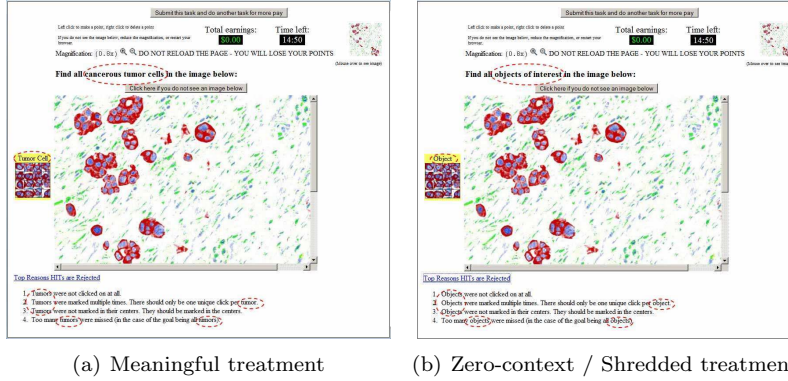 Submit this task and do another task for more pay
Left click to make a point, right click to delete a point
If you do not see the image below, reduce the magnification, or restart your browser.
Total earnings:
$0.00
Time left:
14:50
Magnification: (0.8x) DO NOT RELOAD THE PAGE - YOU WILL LOSE YOUR POINTS
(Mouse over to see image)
Find all cancerous tumor cells in the image below:
Click here if you do not see an image below
Tumor Cell
Top Reasons HITs are Rejected
1. Tumors were not clicked on at all.
2. Tumors were marked multiple times. There should only be one unique click per tumor.
3. Tumors were not marked in their centers. They should be marked in the centers.
4. Too many tumors were missed (in the case of the goal being all tumors).
(a) Meaningful treatment
Submit this task and do another task for more pay
Left click to make a point, right click to delete a point
If you do not see the image below, reduce the magnification, or restart your browser.
Total earnings:
$0.00
Time left:
14:50
Magnification: (0.8x) DO NOT RELOAD THE PAGE - YOU WILL LOSE YOUR POINTS
(Mouse over to see image)
Find all objects of interest in the image below:
Click here if you do not see an image below
Object
Top Reasons HITs are Rejected
1. Objects were not clicked on at all.
2. Objects were marked multiple times. There should only be one unique click per object.
3. Objects were not marked in their centers. They should be marked in the centers.
4. Too many objects were missed (in the case of the goal being all objects).
(b) Zero-context / Shredded treatmen